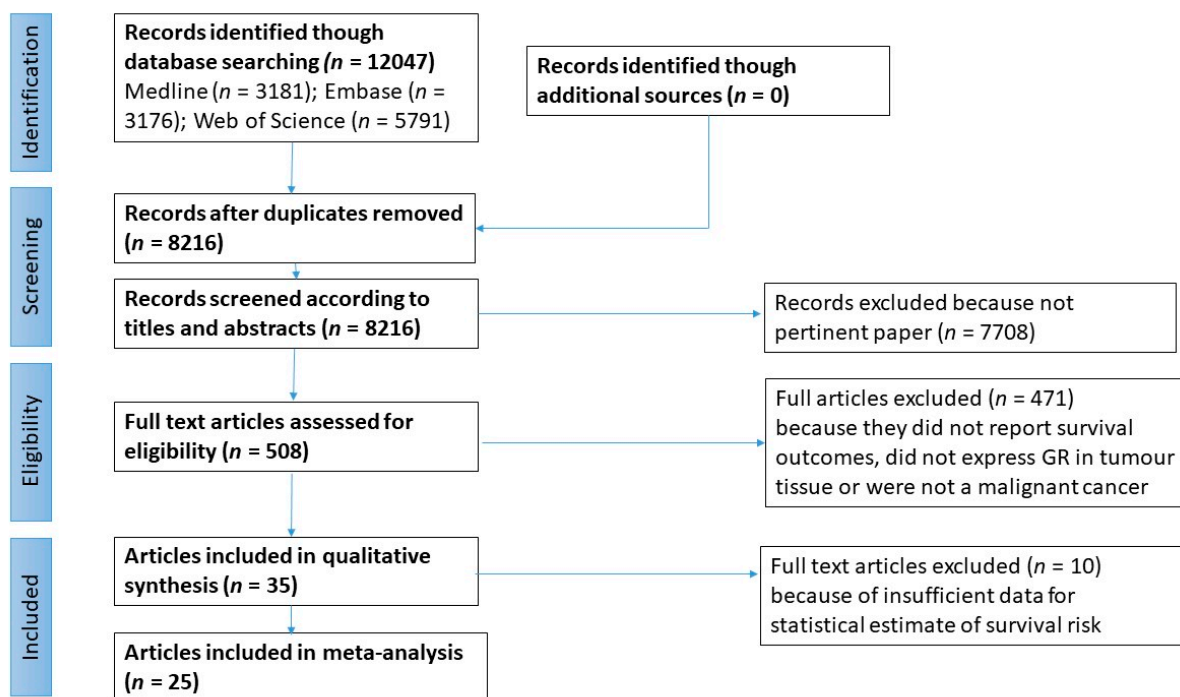 Identification
Records identified though
database searching (n = 12047)
Medline (n = 3181); Embase (n =
3176); Web of Science (n = 5791)
Records identified though
additional sources (n = 0)
Screening
Records after duplicates removed
(n = 8216)
Records screened according to
titles and abstracts (n = 8216)
Records excluded because not
pertinent paper (n = 7708)
Eligibility
Full text articles assessed for
eligibility (n = 508)
Full articles excluded (n = 471)
because they did not report survival
outcomes, did not express GR in tumour
tissue or were not a malignant cancer
Included
Articles included in qualitative
synthesis (n = 35)
Full text articles excluded (n = 10)
because of insufficient data for
statistical estimate of survival risk
Articles included in meta-analysis
(n = 25)